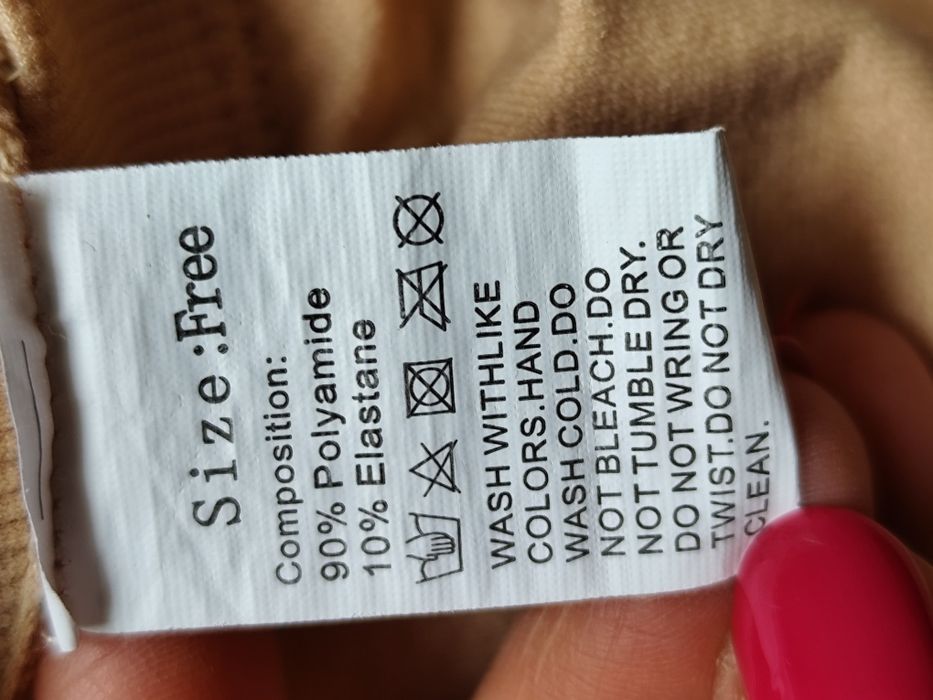 Size:Free
Composition:
90% Polyamide
10% Elastane
WASH WITHLIKE
COLORS.HAND
WASH COLD.DO
NOT BLEACH.DO
NOT TUMBLE DRY.
DO NOT WRING OR
TWIST.DO NOT DRY
CLEAN.